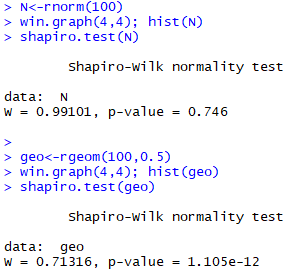 > N<-rnorm(100)
> win.graph(4,4); hist(N)
> shapiro.test(N)
Shapiro-Wilk normality test
data:  N
W = 0.99101, p-value = 0.746
>
> geo<-rgeom(100,0.5)
> win.graph(4,4); hist(geo)
> shapiro.test(geo)
Shapiro-Wilk normality test
data:  geo
W = 0.71316, p-value = 1.105e-12